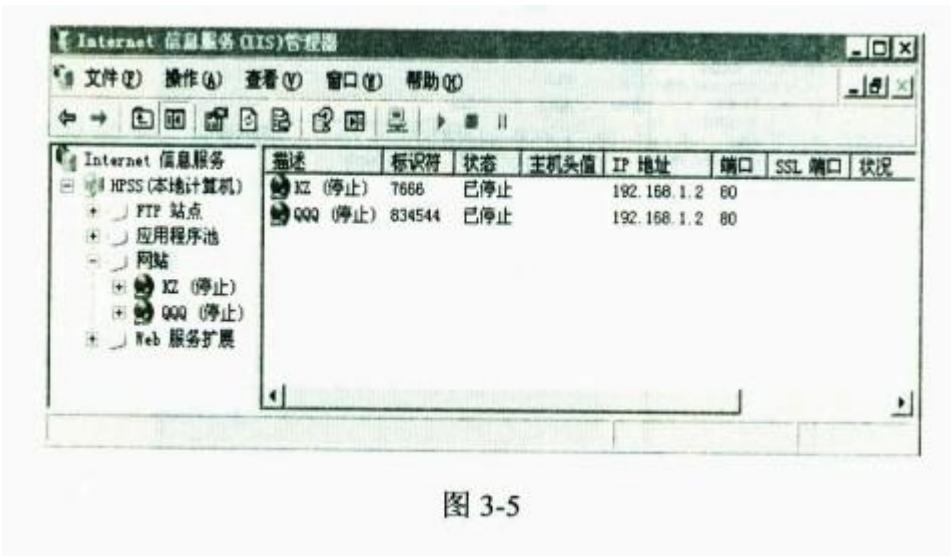 Internet 信息服务(IIS)管理器
文件(F) 操作(A) 查看(V) 窗口(W) 帮助(H)
Internet 信息服务
HPSS(本地计算机)
FTP 站点
应用程序池
网站
KZ (停止)
QQQ (停止)
Web 服务扩展
描述 标识符 状态 主机头值 IP 地址 端口 SSL 端口 状况
KZ (停止) 7666 已停止 192.168.1.2 80
QQQ (停止) 834544 已停止 192.168.1.2 80
图 3-5